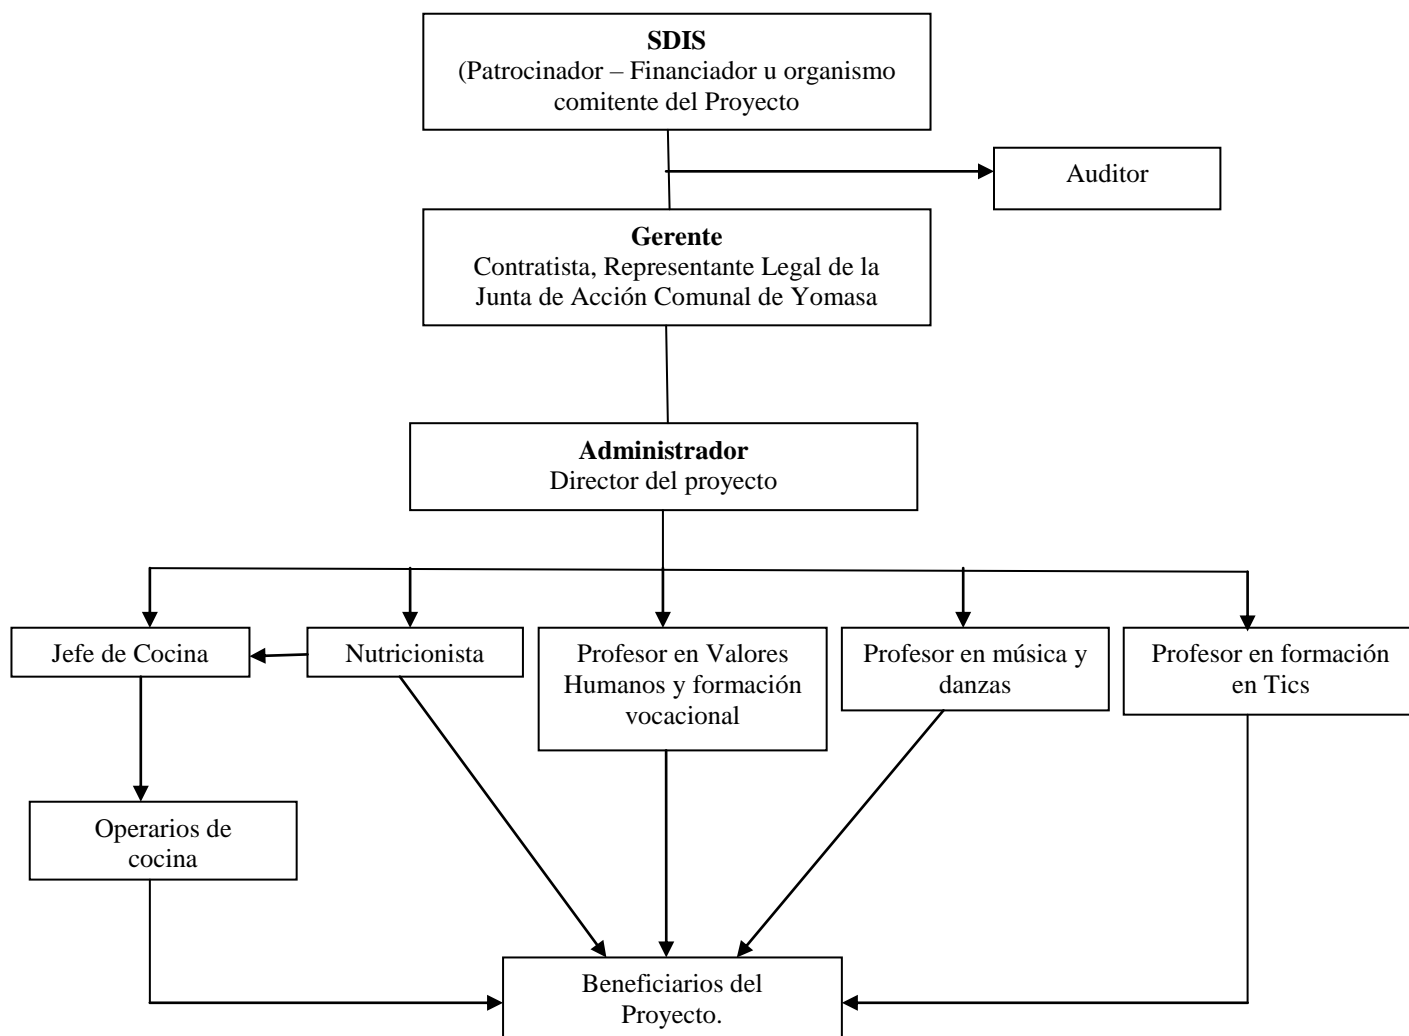 SDIS
(Patrocinador – Financiador u organismo
comitente del Proyecto
Auditor
Gerente
Contratista, Representante Legal de la
Junta de Acción Comunal de Yomasa
Administrador
Director del proyecto
Jefe de Cocina
Nutricionista
Profesor en Valores
Humanos y formación
vocacional
Profesor en música y
danzas
Profesor en formación
en Tics
Operarios de
cocina
Beneficiarios del
Proyecto.